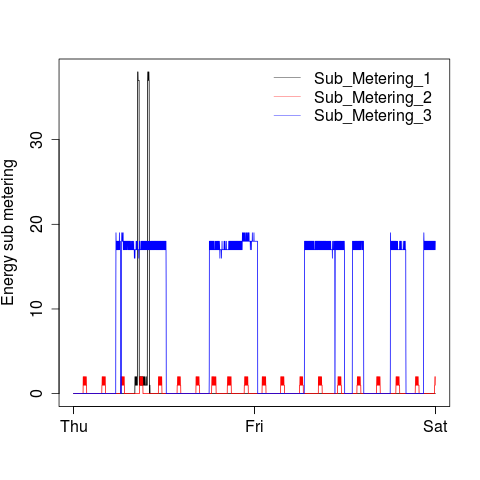 Sub_Metering_1
Sub_Metering_2
Sub_Metering_3
Energy sub metering
30
20
10
0
Thu Fri Sat